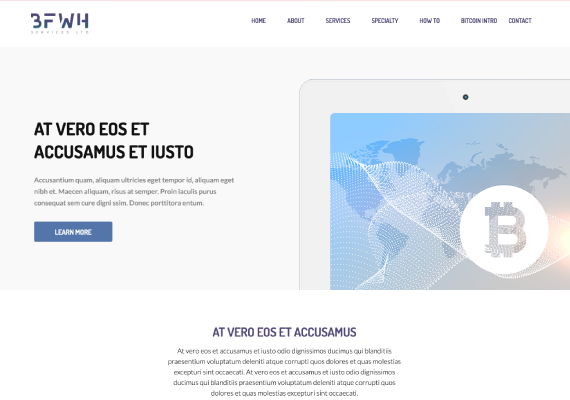 BFWH
SERVICES LTD
HOME ABOUT SERVICES SPECIALTY HOW TO BITCOIN INTRO CONTACT
AT VERO EOS ET
ACCUSAMUS ET IUSTO
Accusantium quam, aliquam ultricies eget tempor id, aliquam eget
nibh et. Maecen aliquam, risus at semper. Proin iaculis purus
consequat sem cure digni ssim. Donec porttitora entum.
LEARN MORE
AT VERO EOS ET ACCUSAMUS
At vero eos et accusamus et iusto odio dignissimos ducimus qui blanditiis
praesentium voluptatum deleniti atque corrupti quos dolores et quas molestias
excepturi sint occaecati. At vero eos et accusamus et iusto odio dignissimos
ducimus qui blanditiis praesentium voluptatum deleniti atque corrupti quos
dolores et quas molestias excepturi sint occaecati.